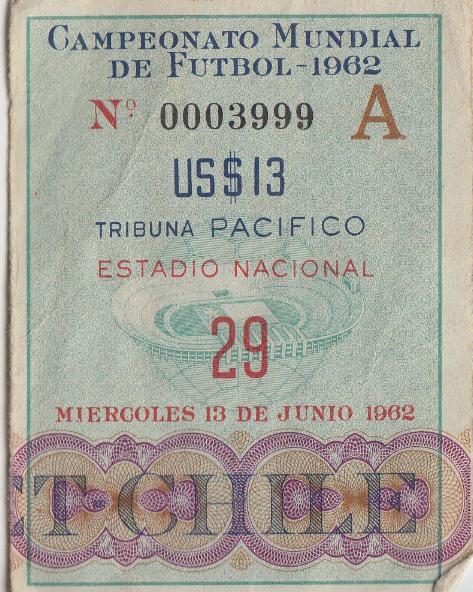 CAMPEONATO MUNDIAL
DE FUTBOL-1962
Nº 0003999 A
US$13
TRIBUNA PACIFICO
ESTADIO NACIONAL
29
MIERCOLES 13 DE JUNIO 1962
ET·CHILE